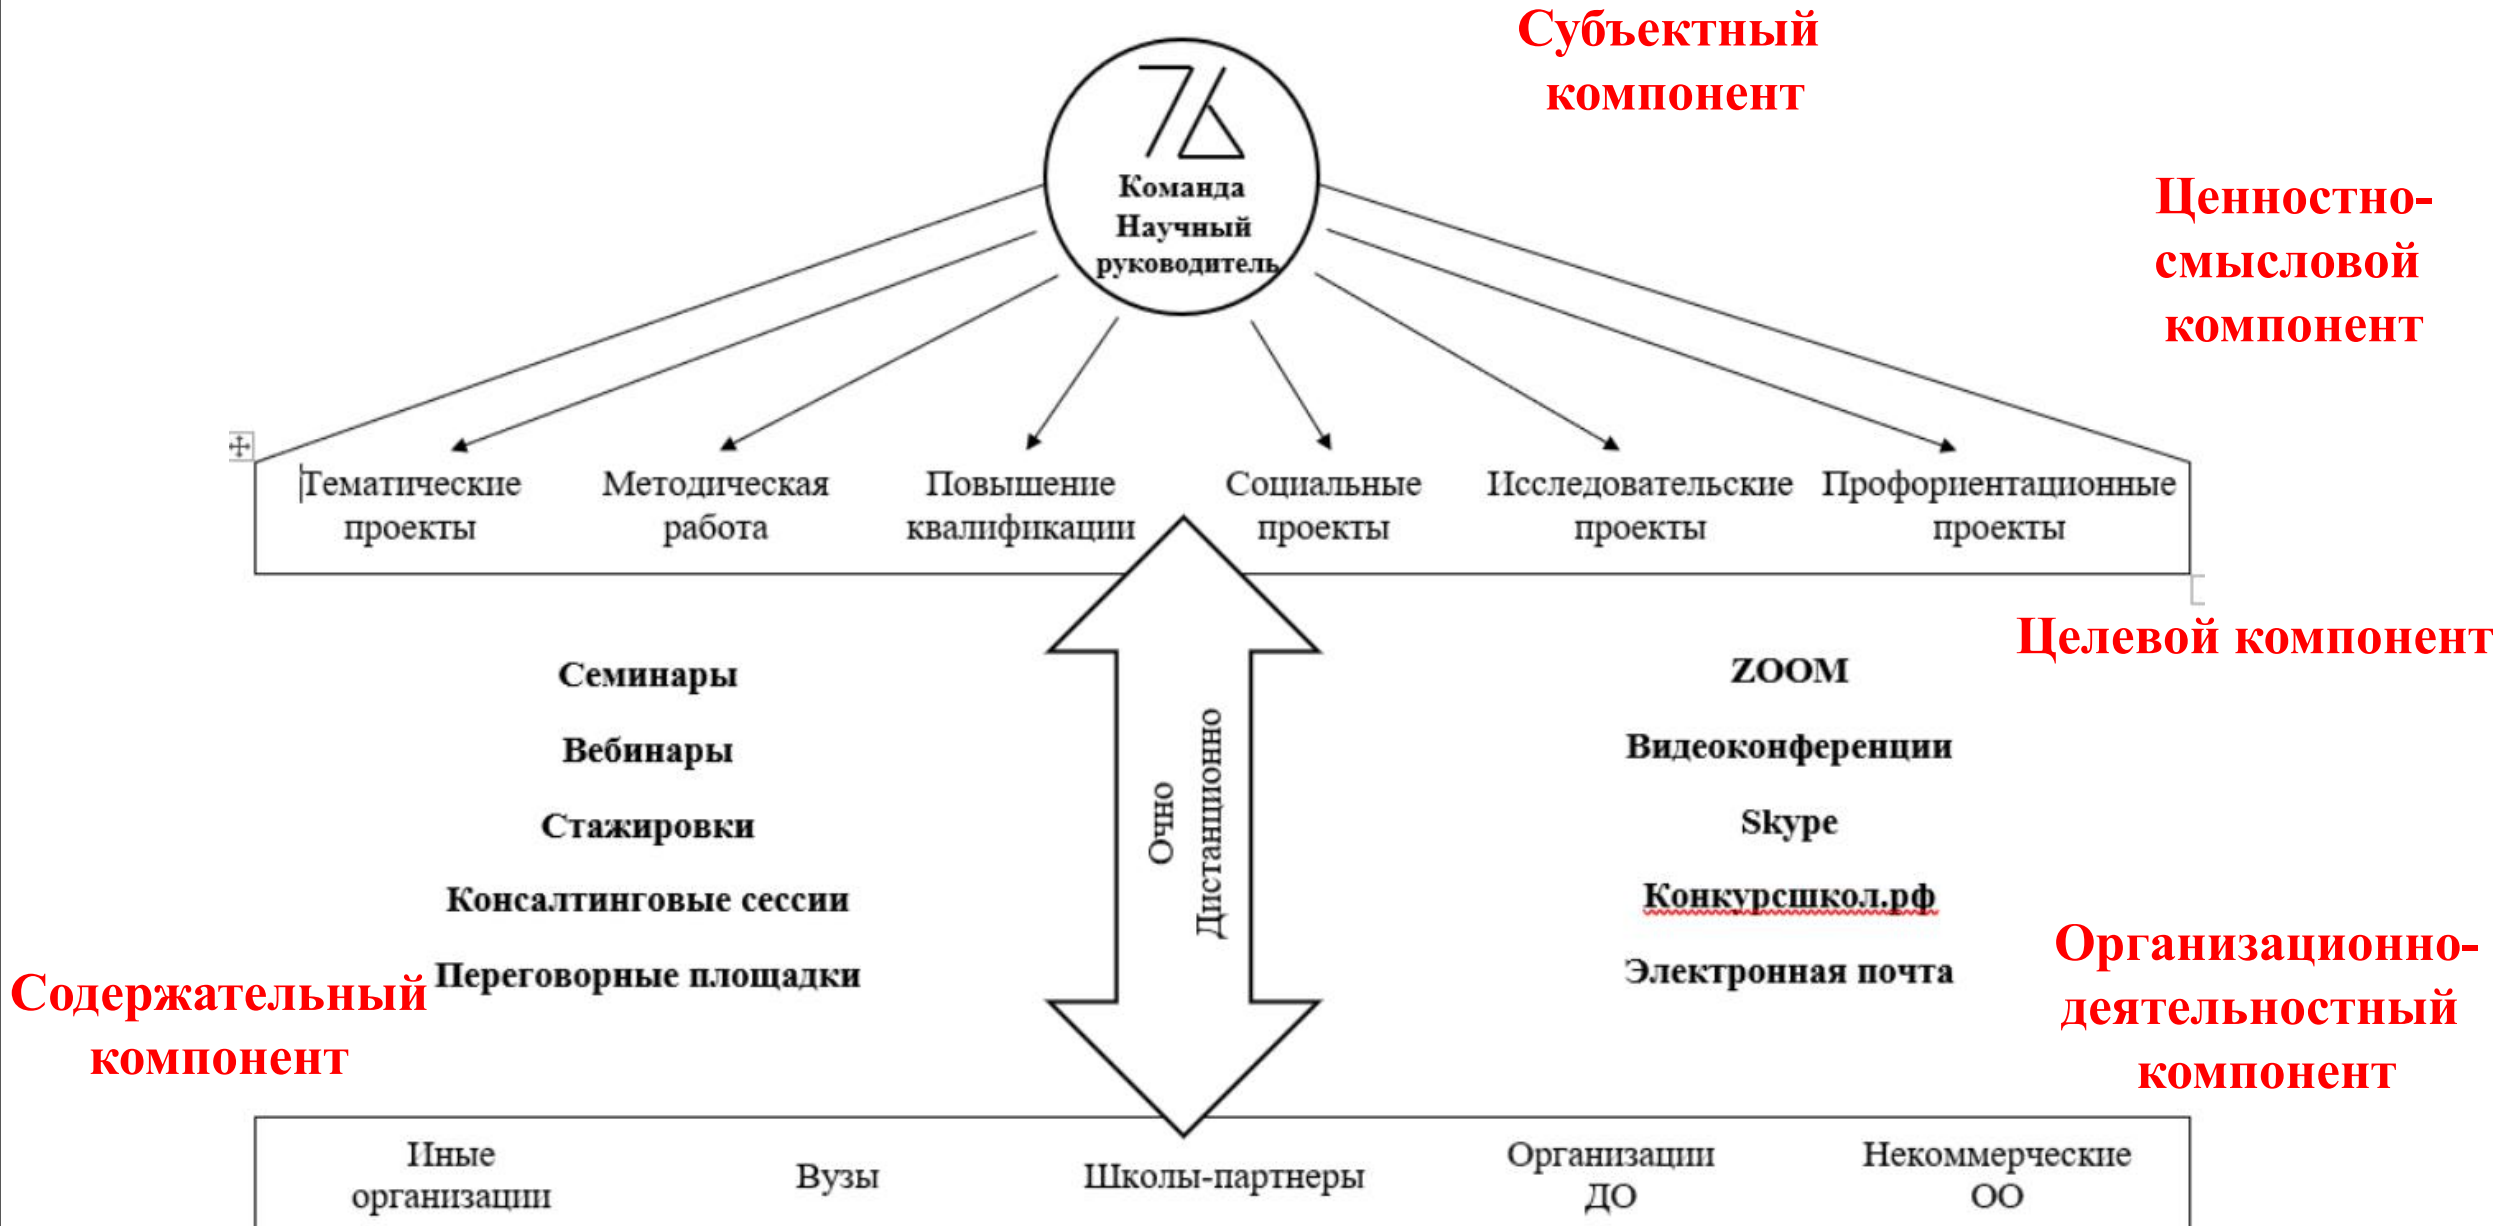 Субъектный
компонент
76
Команда
Научный
руководитель
Ценностно-
смысловой
компонент
Тематические
проекты
Методическая
работа
Повышение
квалификации
Социальные
проекты
Исследовательские
проекты
Профориентационные
проекты
Целевой компонент
Семинары
Вебинары
Стажировки
Консалтинговые сессии
Переговорные площадки
Содержательный
компонент
Очно
Дистанционно
ZOOM
Видеоконференции
Skype
Конкурсшкол.рф
Электронная почта
Организационно-
деятельностный
компонент
Иные
организации
Вузы
Школы-партнеры
Организации
ДО
Некоммерческие
ОО